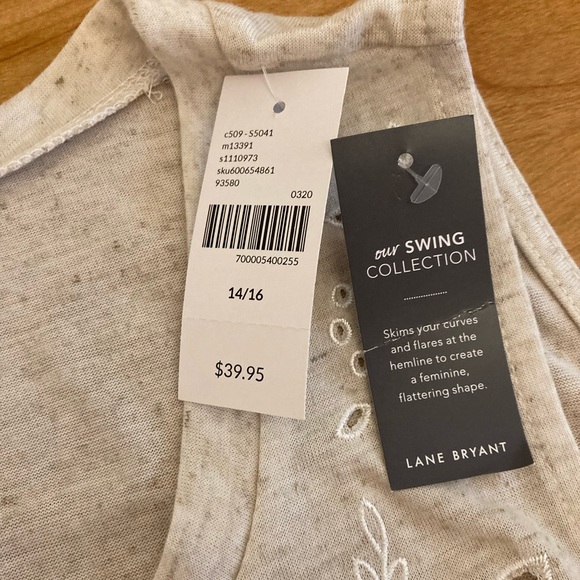 c509 - S5041
m13391
s1110973
sku600654861
93580
0320
700005400255
14/16
$39.95
our SWING
COLLECTION
Skims your curves
and flares at the
hemline to create
a feminine,
flattering shape.
LANE BRYANT